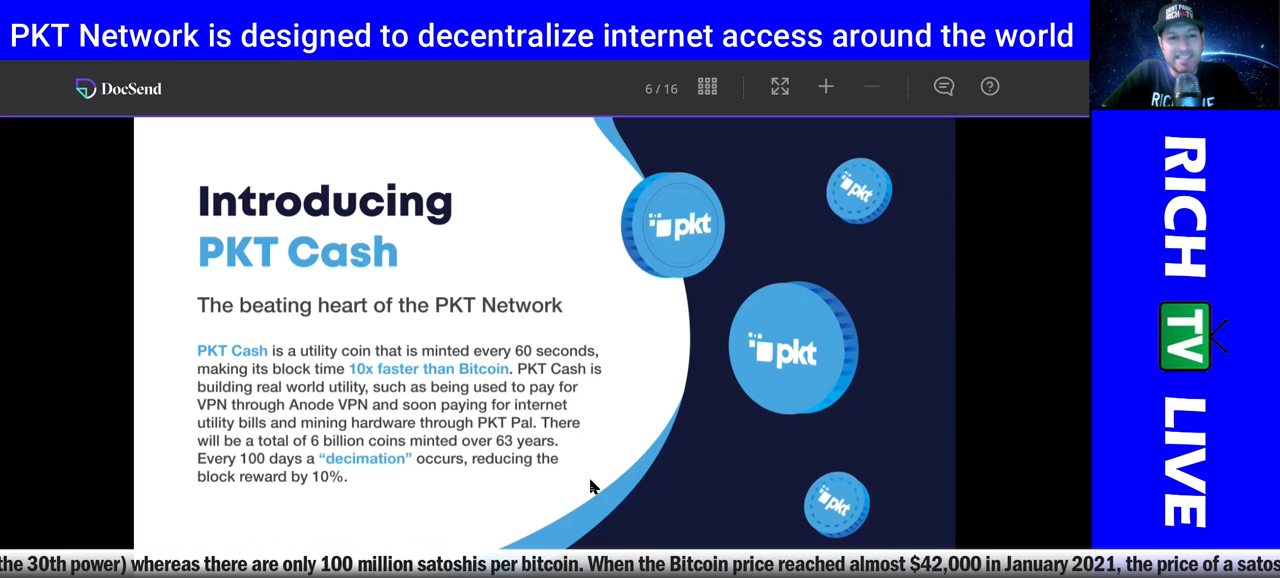 PKT Network is designed to decentralize internet access around the world
DocSend
6 / 16
Introducing
PKT Cash
The beating heart of the PKT Network
PKT Cash is a utility coin that is minted every 60 seconds,
making its block time 10x faster than Bitcoin. PKT Cash is
building real world utility, such as being used to pay for
VPN through Anode VPN and soon paying for internet
utility bills and mining hardware through PKT Pal. There
will be a total of 6 billion coins minted over 63 years.
Every 100 days a “decimation” occurs, reducing the
block reward by 10%.
pkt
pkt
pkt
pkt
RICH TV LIVE
the 30th power) whereas there are only 100 million satoshis per bitcoin. When the Bitcoin price reached almost $42,000 in January 2021, the price of a satos